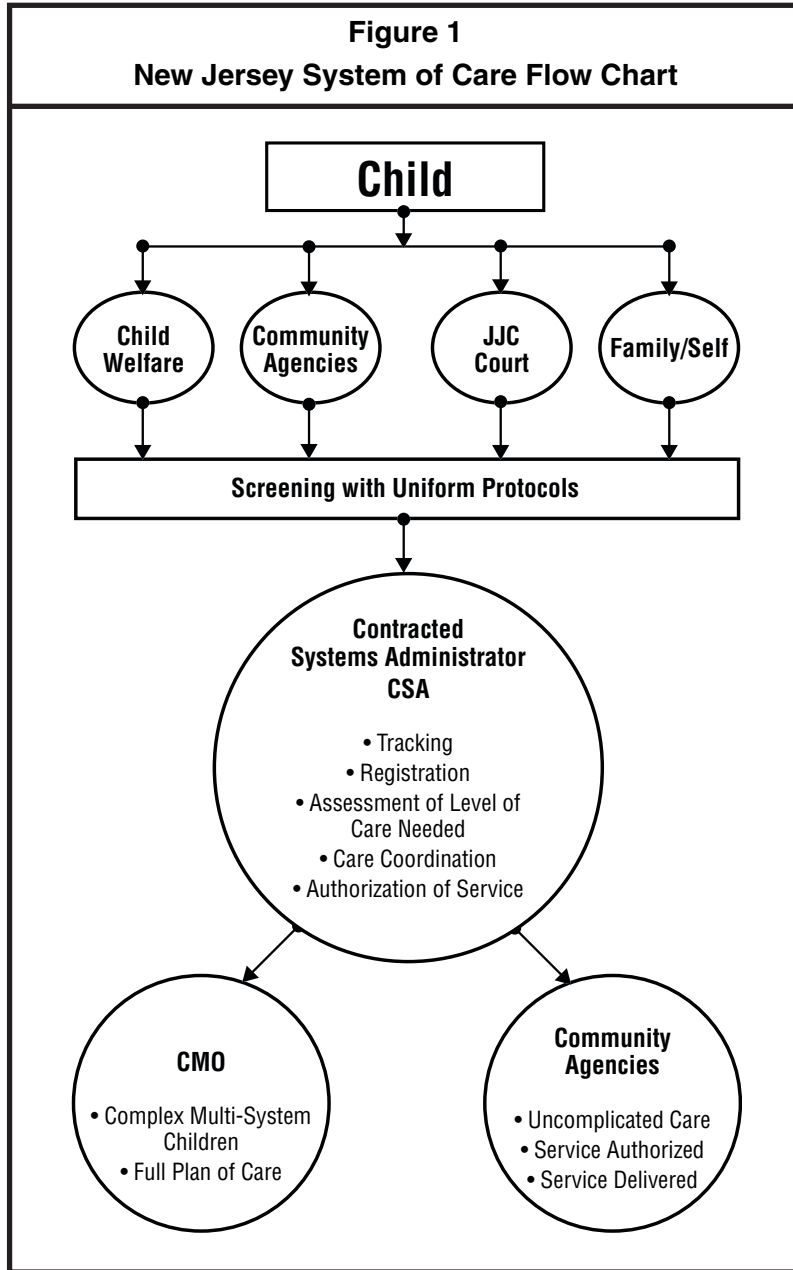 Figure 1
New Jersey System of Care Flow Chart
Child
Child
Welfare
Community
Agencies
JJC
Court
Family/Self
Screening with Uniform Protocols
Contracted
Systems Administrator
CSA
• Tracking
• Registration
• Assessment of Level of
Care Needed
• Care Coordination
• Authorization of Service
CMO
• Complex Multi-System
Children
• Full Plan of Care
Community
Agencies
• Uncomplicated Care
• Service Authorized
• Service Delivered